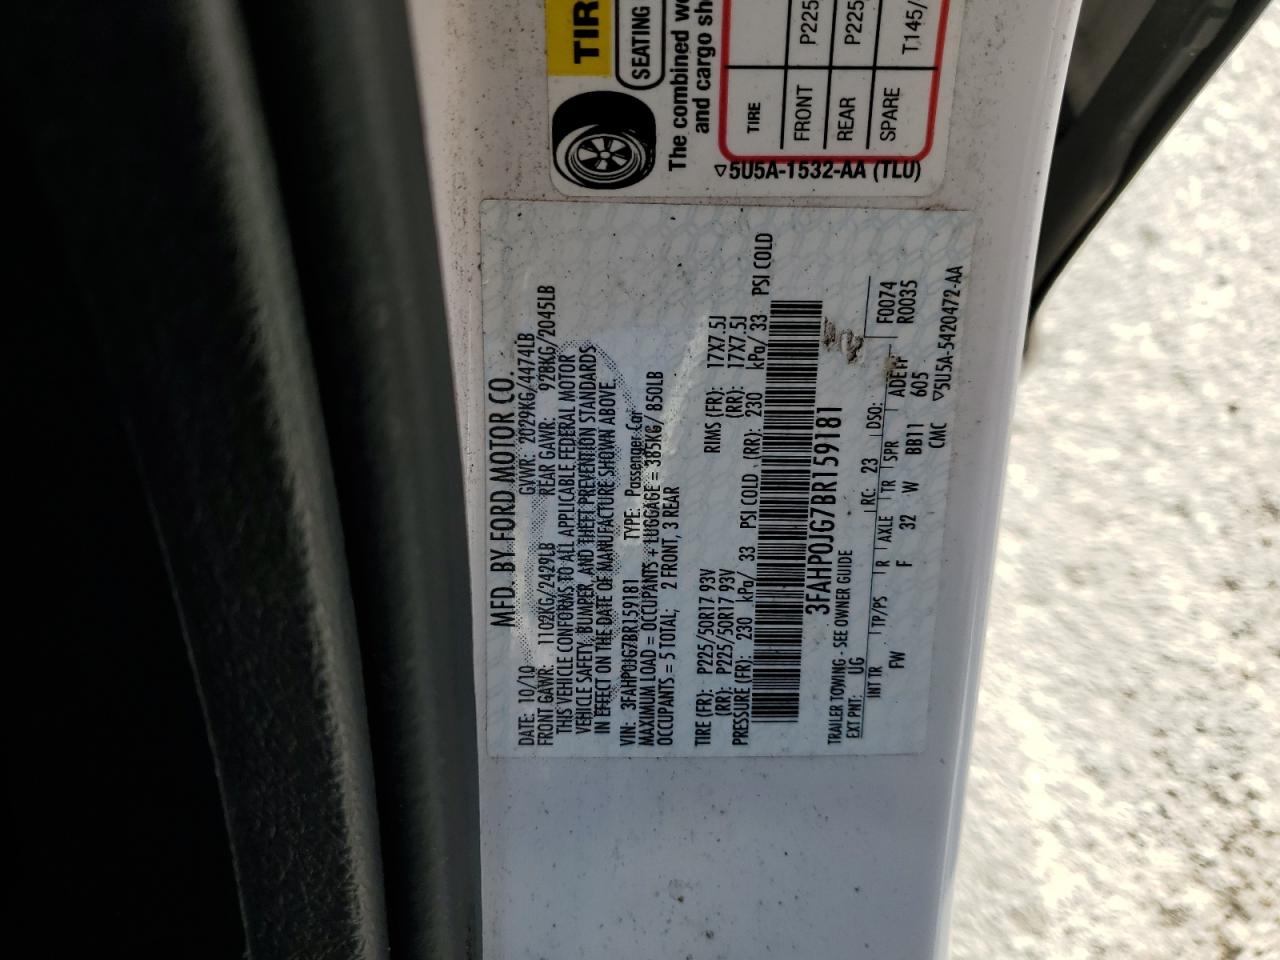 TIR
SEATING
The combined we
and cargo sh
TIRE
FRONT P225
REAR P225
SPARE T145/
▽5U5A-1532-AA (TLU)
MFD. BY FORD MOTOR CO.
DATE: 10/10 GVWR: 2029KG/4474LB
FRONT GAWR: 1102KG/2429LB REAR GAWR: 928KG/2045LB
THIS VEHICLE CONFORMS TO ALL APPLICABLE FEDERAL MOTOR
VEHICLE SAFETY, BUMPER, AND THEFT PREVENTION STANDARDS
IN EFFECT ON THE DATE OF MANUFACTURE SHOWN ABOVE
VIN: 3FAHP0JG7BR159181 TYPE: Passenger Car
MAXIMUM LOAD = OCCUPANTS + LUGGAGE = 385KG/ 850LB
OCCUPANTS = 5 TOTAL; 2 FRONT, 3 REAR
TIRE (FR): P225/50R17 93V RIMS (FR): 17X7.5J
(RR): P225/50R17 93V (RR): 17X7.5J
PRESSURE (FR): 230 kPa/ 33 PSI COLD (RR): 230 kPa/ 33 PSI COLD
3FAHP0JG7BR159181
TRAILER TOWING - SEE OWNER GUIDE
EXT PNT: UG RC: 23 DSO: F0074
INT TR TP/PS R AXLE TR SPR R0035
FW F 32 W BB11 605
CMC ▽5U5A-5420472-AA